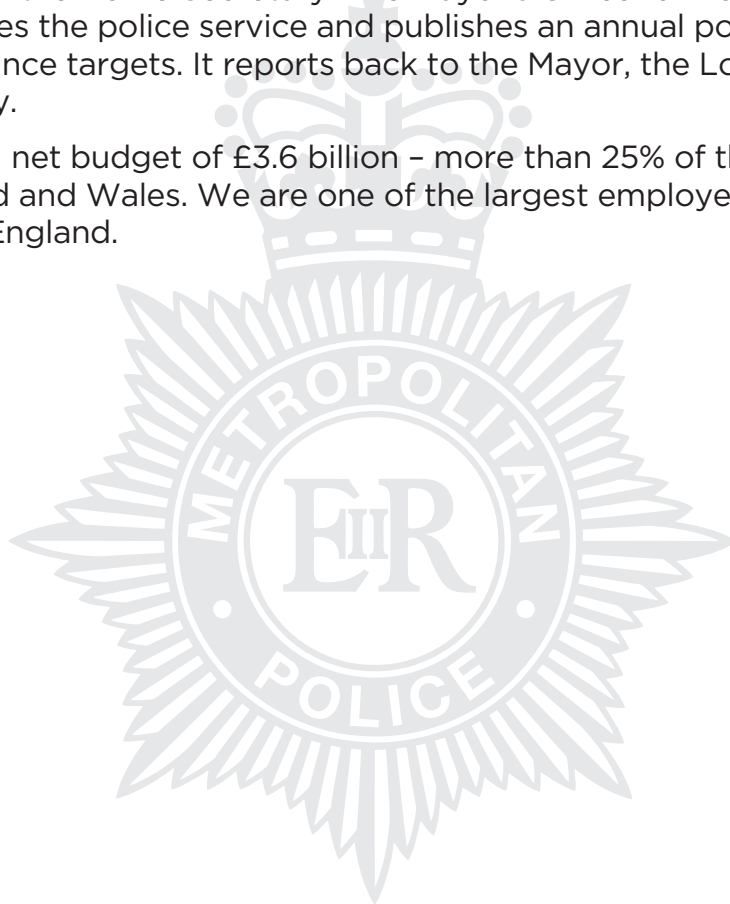 es the police service and publishes an annual po
nce targets. It reports back to the Mayor, the Lo
y.
net budget of £3.6 billion – more than 25% of th
d and Wales. We are one of the largest employe
England.
METROPOLITAN
EIIR
POLICE